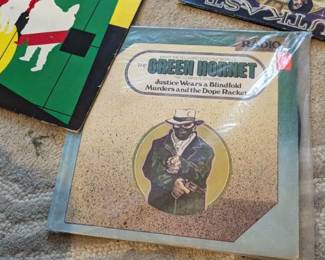 RADIO
THE
GREEN HORNET
Justice Wears a Blindfold
Murders and the Dope Racket